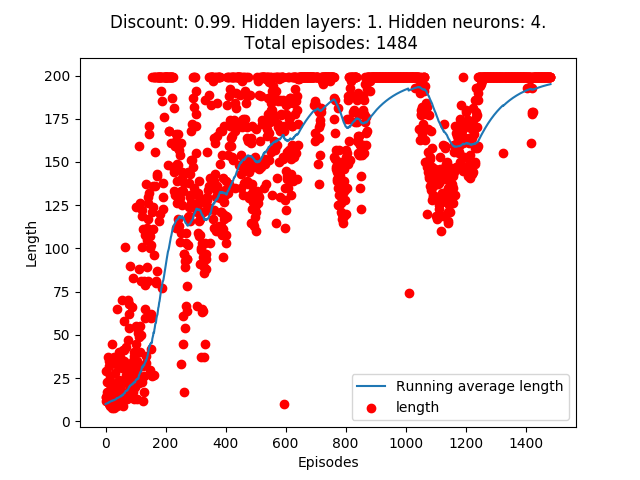 Discount: 0.99. Hidden layers: 1. Hidden neurons: 4.
Total episodes: 1484
200
175
150
125
100
75
50
25
0
Length
Running average length
length
0 200 400 600 800 1000 1200 1400
Episodes